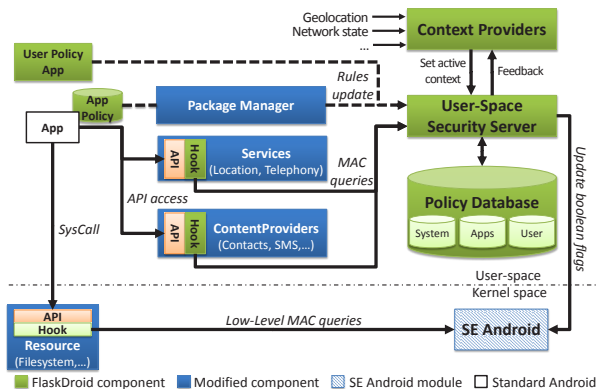 Geolocation
Network state
...
Context Providers
User Policy
App
Set active
context
Feedback
Rules
update
App
Policy
Package Manager
User-Space
Security Server
App
API
Hook
Services
(Location, Telephony)
MAC
queries
API access
Update boolean flags
Policy Database
System
Apps
User
SysCall
API
Hook
ContentProviders
(Contacts, SMS,...)
User-space
Kernel space
API
Hook
Resource
(Filesystem,...)
Low-Level MAC queries
SE Android
FlaskDroid component
Modified component
SE Android module
Standard Android